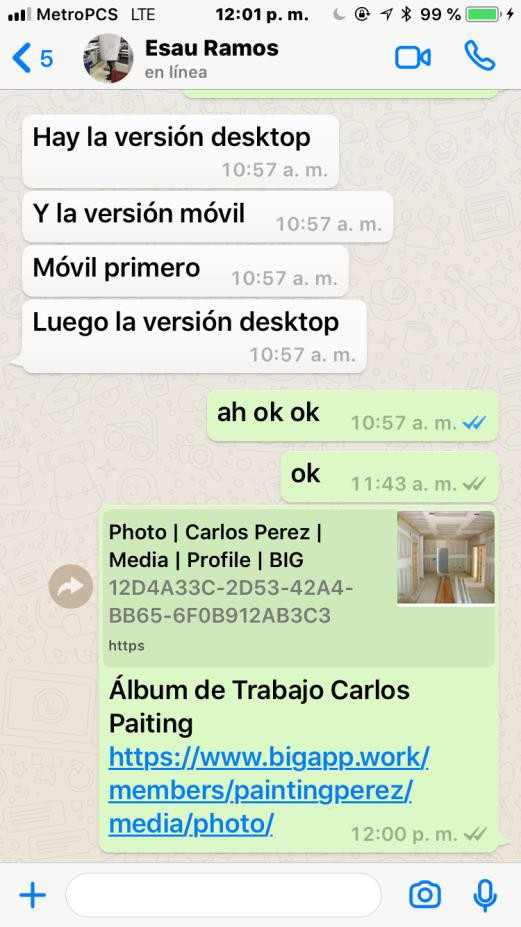 MetroPCS LTE 12:01 p. m. 99 %
5 Esau Ramos
en línea
Hay la versión desktop
10:57 a. m.
Y la versión móvil 10:57 a. m.
Móvil primero 10:57 a. m.
Luego la versión desktop
10:57 a. m.
ah ok ok 10:57 a. m.
ok 11:43 a. m.
Photo | Carlos Perez |
Media | Profile | BIG
12D4A33C-2D53-42A4-
BB65-6F0B912AB3C3
https
Álbum de Trabajo Carlos
Paiting
https://www.bigapp.work/
members/paintingperez/
media/photo/ 12:00 p. m.